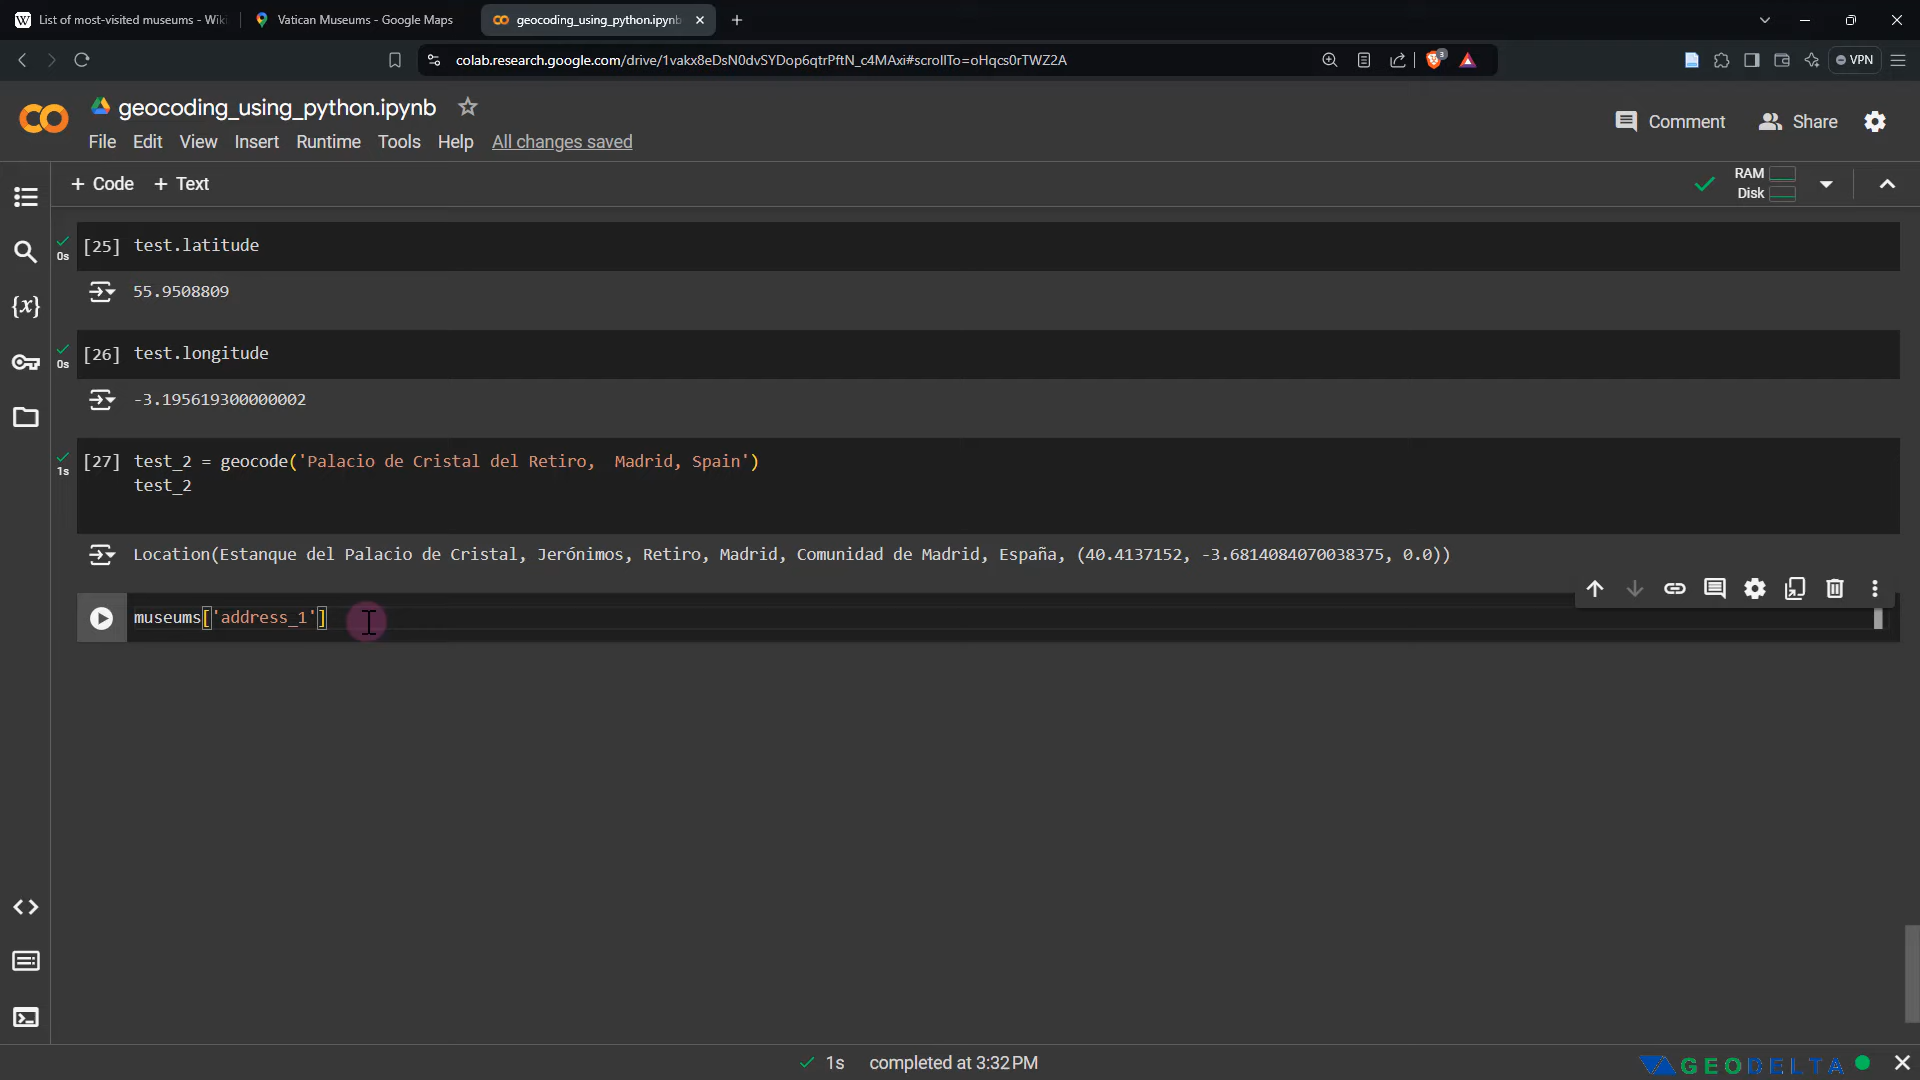 List of most-visited museums - Wiki
Vatican Museums - Google Maps
geocoding_using_python.ipynb
colab.research.google.com/drive/1vakx8eDsN0dvSYDop6qtrPftN_c4MAxi#scrollTo=oHqcs0rTWZ2A
3
VPN
geocoding_using_python.ipynb
File Edit View Insert Runtime Tools Help All changes saved
Comment
Share
+ Code + Text
RAM
Disk
[25] test.latitude
0s
55.9508809
[26] test.longitude
0s
-3.195619300000002
[27] test_2 = geocode('Palacio de Cristal del Retiro,  Madrid, Spain')
1s
test_2
Location(Estanque del Palacio de Cristal, Jerónimos, Retiro, Madrid, Comunidad de Madrid, España, (40.4137152, -3.6814084070038375, 0.0))
museums['address_1']
1s completed at 3:32 PM
GEODELTA